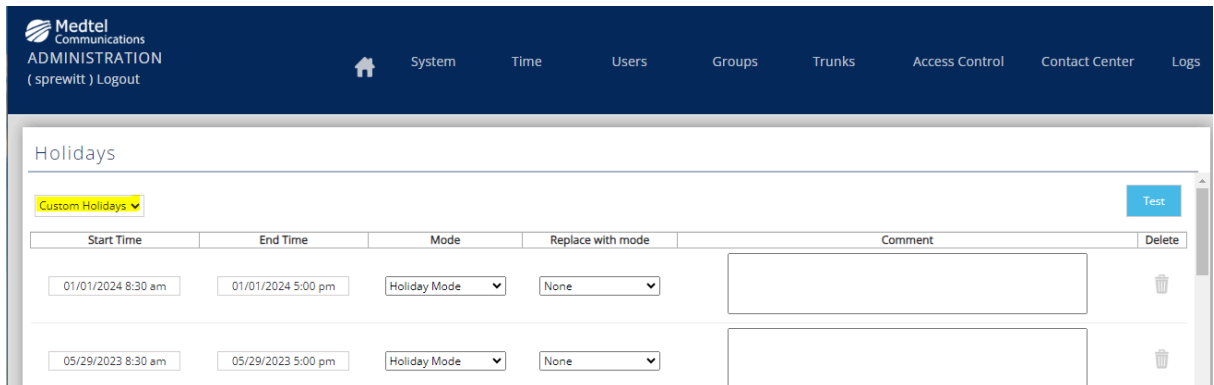 Medtel
Communications
ADMINISTRATION
( sprewitt ) Logout
System Time Users Groups Trunks Access Control Contact Center Logs
Holidays
Custom Holidays
Test
Start Time End Time Mode Replace with mode Comment Delete
01/01/2024 8:30 am 01/01/2024 5:00 pm Holiday Mode None
05/29/2023 8:30 am 05/29/2023 5:00 pm Holiday Mode None